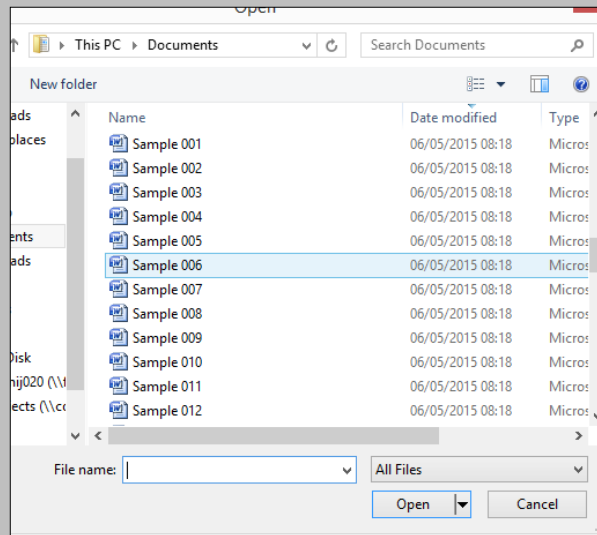 Open
This PC Documents Search Documents
New folder
ads Name Date modified Type
places Sample 001 06/05/2015 08:18 Micros
Sample 002 06/05/2015 08:18 Micros
Sample 003 06/05/2015 08:18 Micros
Sample 004 06/05/2015 08:18 Micros
ents Sample 005 06/05/2015 08:18 Micros
ads Sample 006 06/05/2015 08:18 Micros
Sample 007 06/05/2015 08:18 Micros
Sample 008 06/05/2015 08:18 Micros
Sample 009 06/05/2015 08:18 Micros
Disk Sample 010 06/05/2015 08:18 Micros
nij020 (\\f Sample 011 06/05/2015 08:18 Micros
ects (\\co Sample 012 06/05/2015 08:18 Micros
File name: All Files
Open Cancel